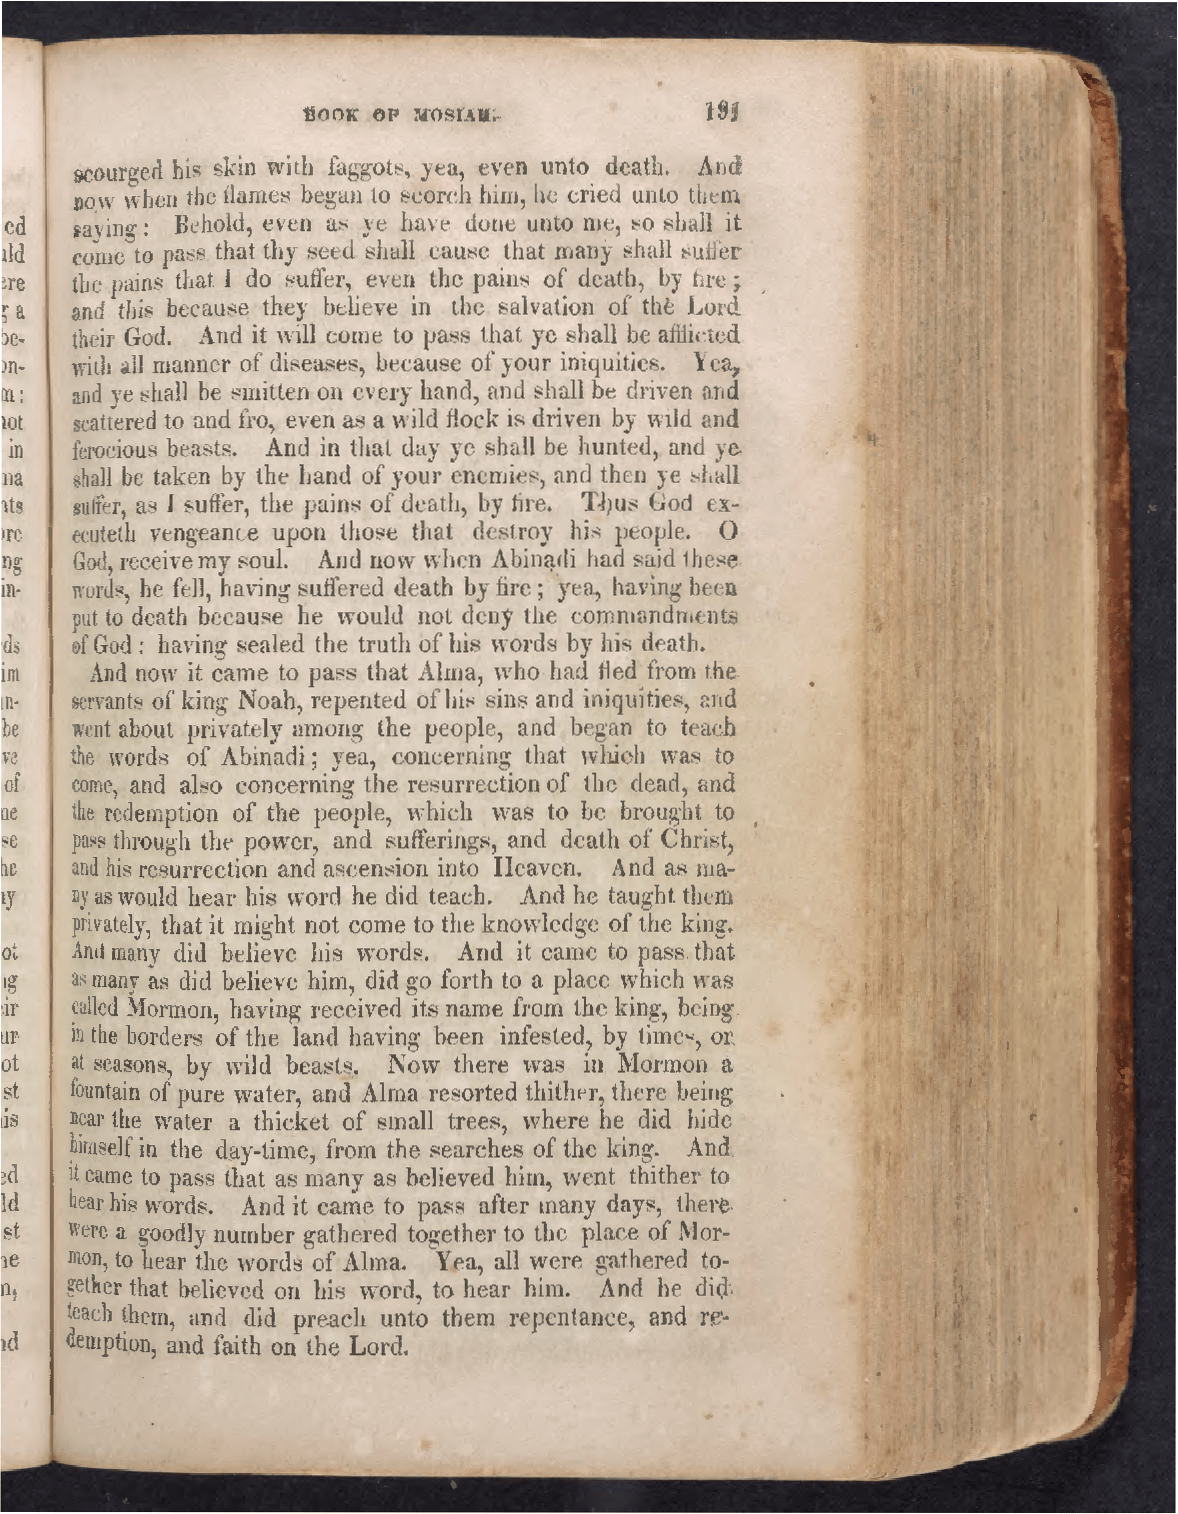 BOOK OF MOSIAH. 191
scourged his skin with faggots, yea, even unto death. And
now when the flames began to scorch him, he cried unto them
saying: Behold, even as ye have done unto me, so shall it
come to pass that thy seed shall cause that many shall suffer
the pains that I do suffer, even the pains of death, by fire;
and this because they believe in the salvation of the Lord
their God. And it will come to pass that ye shall be afflicted
with all manner of diseases, because of your iniquities. Yea,
and ye shall be smitten on every hand, and shall be driven and
scattered to and fro, even as a wild flock is driven by wild and
ferocious beasts. And in that day ye shall be hunted, and ye
shall be taken by the hand of your enemies, and then ye shall
suffer, as I suffer, the pains of death, by fire. Thus God ex-
ecuteth vengeance upon those that destroy his people. O
God, receive my soul. And now when Abinadi had said these
words, he fell, having suffered death by fire; yea, having been
put to death because he would not deny the commandments
of God: having sealed the truth of his words by his death.
And now it came to pass that Alma, who had fled from the
servants of king Noah, repented of his sins and iniquities, and
went about privately among the people, and began to teach
the words of Abinadi; yea, concerning that which was to
come, and also concerning the resurrection of the dead, and
the redemption of the people, which was to be brought to
pass through the power, and sufferings, and death of Christ,
and his resurrection and ascension into Heaven. And as ma-
ny as would hear his word he did teach. And he taught them
privately, that it might not come to the knowledge of the king.
And many did believe his words. And it came to pass that
as many as did believe him, did go forth to a place which was
called Mormon, having received its name from the king, being
in the borders of the land having been infested, by times, or
at seasons, by wild beasts. Now there was in Mormon a
fountain of pure water, and Alma resorted thither, there being
near the water a thicket of small trees, where he did hide
himself in the day-time, from the searches of the king. And
it came to pass that as many as believed him, went thither to
hear his words. And it came to pass after many days, there
were a goodly number gathered together to the place of Mor-
mon, to hear the words of Alma. Yea, all were gathered to-
gether that believed on his word, to hear him. And he did
teach them, and did preach unto them repentance, and re-
demption, and faith on the Lord.